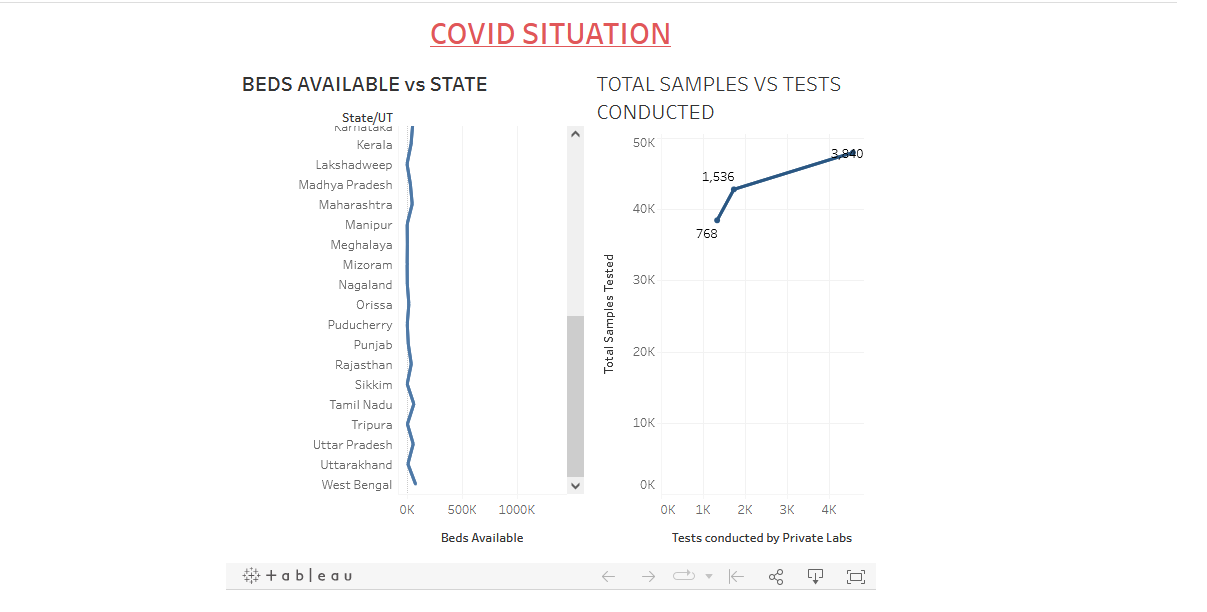 COVID SITUATION
BEDS AVAILABLE vs STATE
State/UT
Karnataka
Kerala
Lakshadweep
Madhya Pradesh
Maharashtra
Manipur
Meghalaya
Mizoram
Nagaland
Orissa
Puducherry
Punjab
Rajasthan
Sikkim
Tamil Nadu
Tripura
Uttar Pradesh
Uttarakhand
West Bengal
0K 500K 1000K
Beds Available
TOTAL SAMPLES VS TESTS
CONDUCTED
Total Samples Tested
50K
40K
30K
20K
10K
0K
3,840
1,536
768
0K 1K 2K 3K 4K
Tests conducted by Private Labs
+ableau